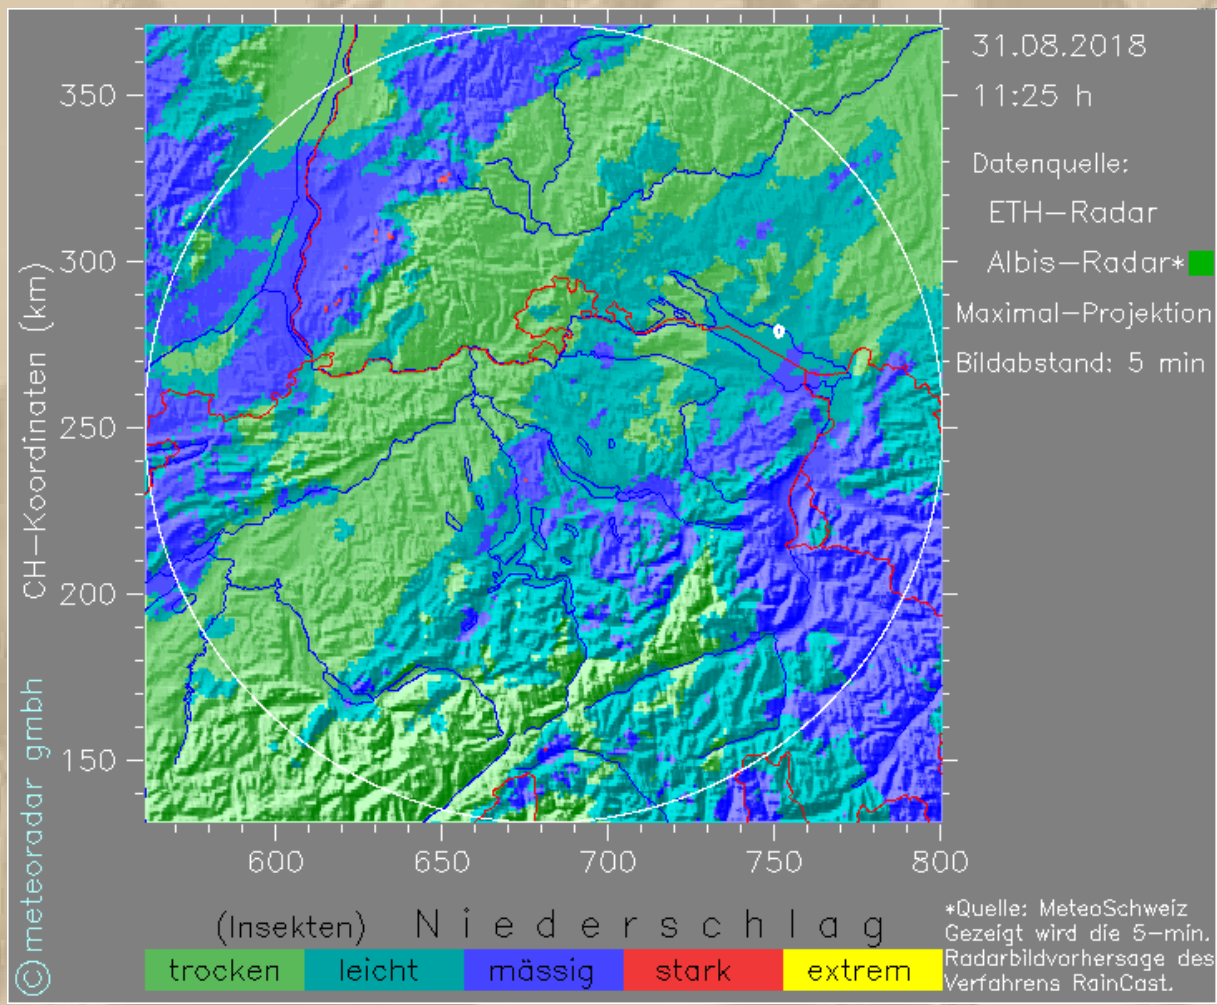 31.08.2018
11:25 h
Datenquelle:
ETH-Radar
Albis-Radar*
Maximal-Projektion
Bildabstand: 5 min
CH-Koordinaten (km)
350
300
250
200
150
600
650
700
750
800
© meteoradar gmbh
(Insekten) Niederschlag
trocken
leicht
mässig
stark
extrem
*Quelle: MeteoSchweiz
Gezeigt wird die 5-min.
Radarbildvorhersage des
Verfahrens RainCast.